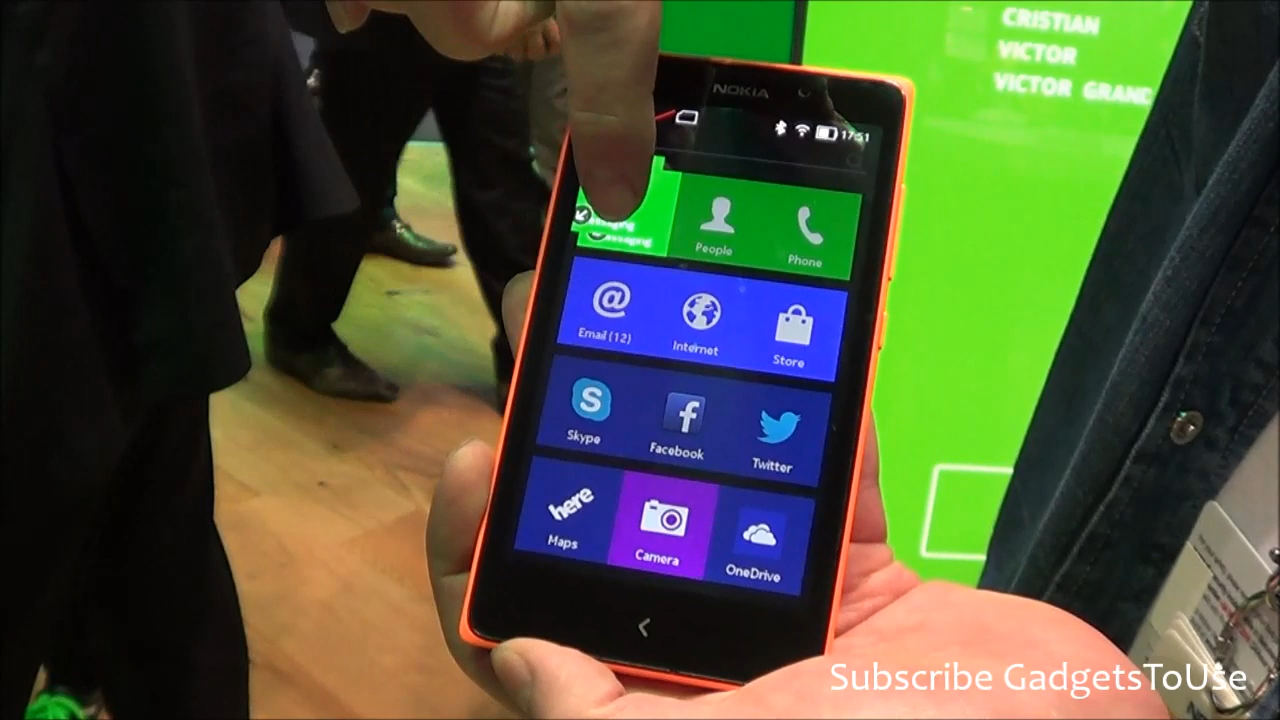 CRISTIAN
VICTOR
VICTOR GRAND
NOKIA
17:51
Messaging
People
Phone
@
Email (12)
Internet
Store
S
Skype
f
Facebook
Twitter
here
Maps
Camera
OneDrive
Subscribe GadgetsToUse